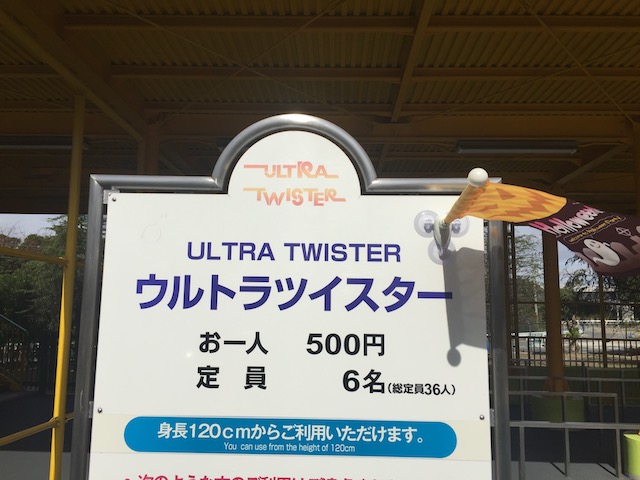 ULTRA
TWISTER
Halloween
ULTRA TWISTER
ウルトラツイスター
お一人 500円
定員 6名(総定員36人)
身長120cmからご利用いただけます。
You can use from the height of 120cm